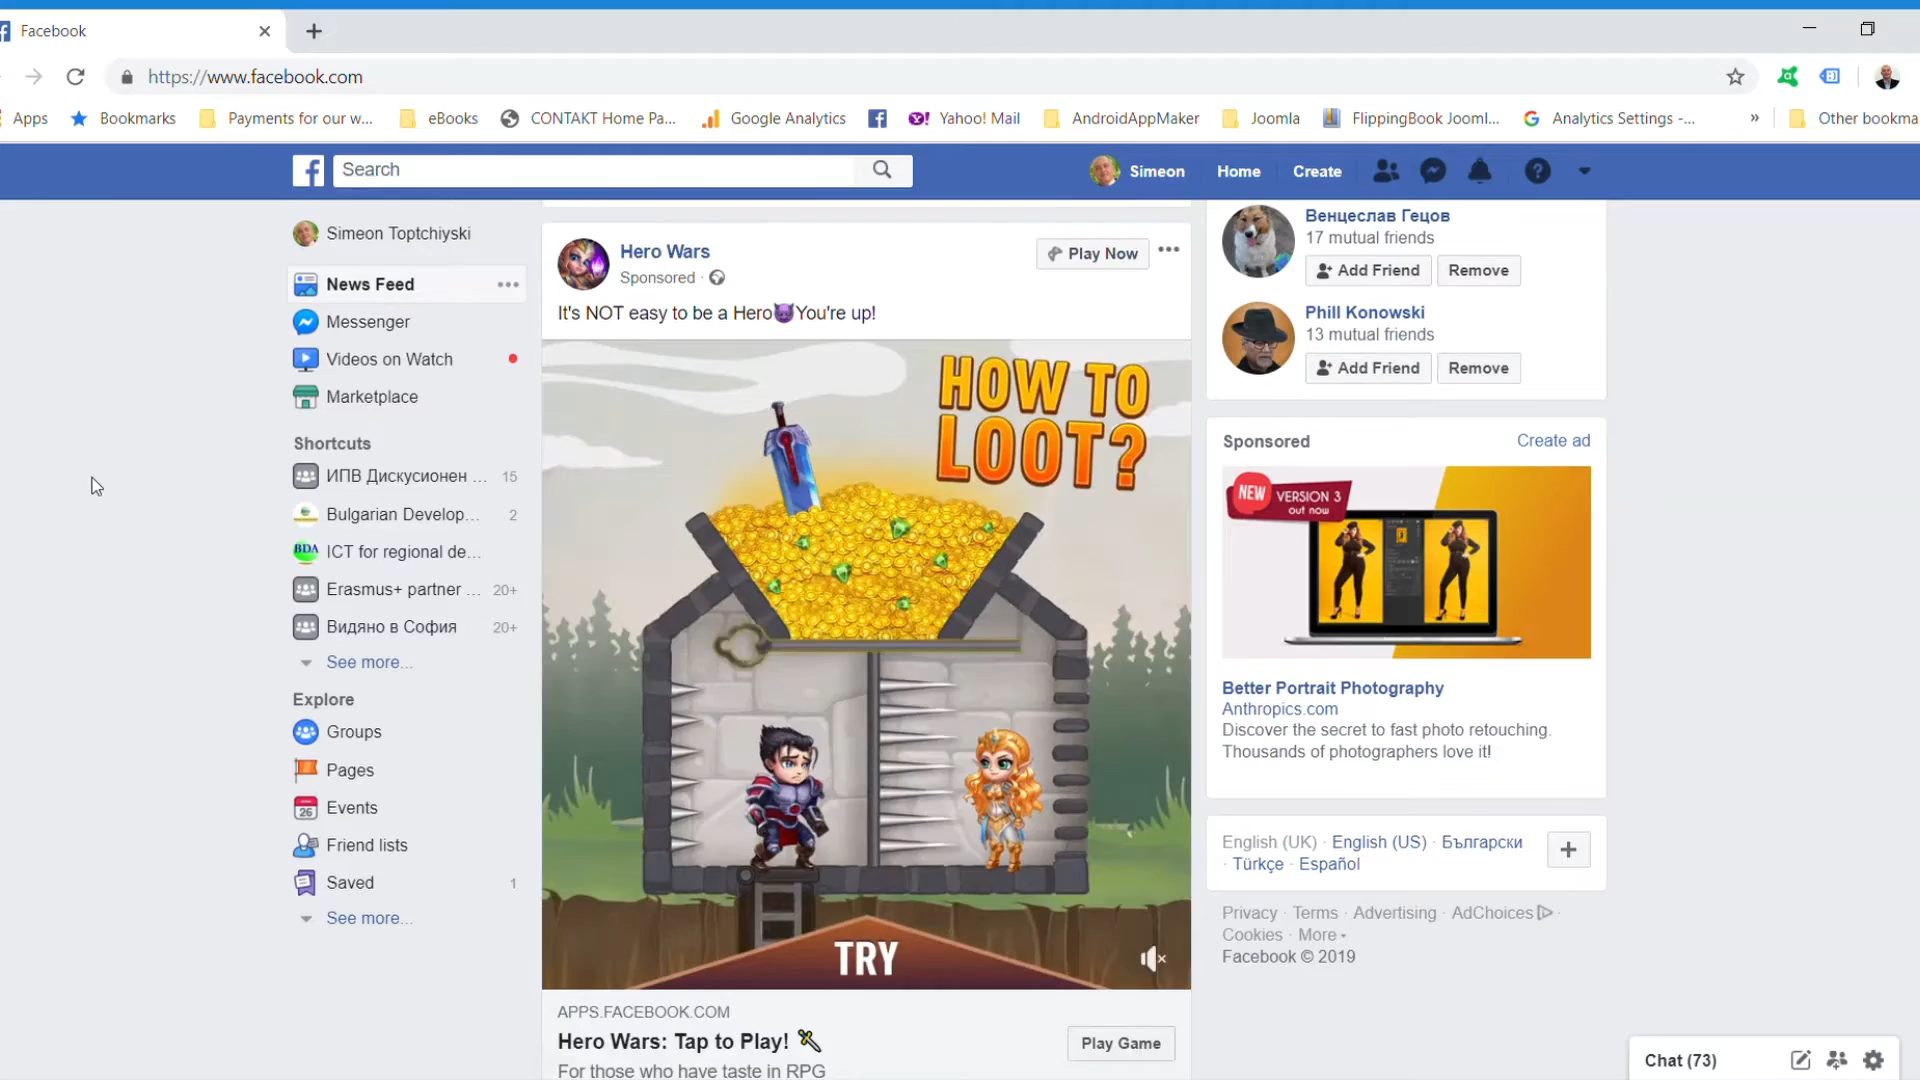 Facebook
https://www.facebook.com
Apps Bookmarks Payments for our w... eBooks CONTAKT Home Pa... Google Analytics Yahoo! Mail AndroidAppMaker Joomla FlippingBook Jooml... Analytics Settings -... » Other bookma
Search
Simeon Home Create
Simeon Toptchiyski
News Feed
Messenger
Videos on Watch
Marketplace
Shortcuts
ИПВ Дискусионен ... 15
Bulgarian Develop... 2
BDA ICT for regional de...
Erasmus+ partner ... 20+
Видяно в София 20+
See more...
Explore
Groups
Pages
26 Events
Friend lists
Saved 1
See more...
Hero Wars
Sponsored ·
Play Now
It's NOT easy to be a Hero😈You're up!
HOW TO
LOOT?
TRY
APPS.FACEBOOK.COM
Hero Wars: Tap to Play!
Play Game
For those who have taste in RPG
Венцеслав Гецов
17 mutual friends
Add Friend Remove
Phill Konowski
13 mutual friends
Add Friend Remove
Sponsored Create ad
NEW VERSION 3
out now
Better Portrait Photography
Anthropics.com
Discover the secret to fast photo retouching.
Thousands of photographers love it!
English (UK) · English (US) · Български
· Türkçe · Español
Privacy · Terms · Advertising · AdChoices ·
Cookies · More
Facebook © 2019
Chat (73)